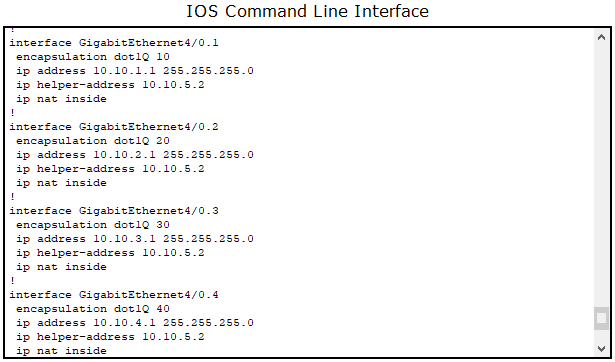 IOS Command Line Interface
!
interface GigabitEthernet4/0.1
encapsulation dot1Q 10
ip address 10.10.1.1 255.255.255.0
ip helper-address 10.10.5.2
ip nat inside
!
interface GigabitEthernet4/0.2
encapsulation dot1Q 20
ip address 10.10.2.1 255.255.255.0
ip helper-address 10.10.5.2
ip nat inside
!
interface GigabitEthernet4/0.3
encapsulation dot1Q 30
ip address 10.10.3.1 255.255.255.0
ip helper-address 10.10.5.2
ip nat inside
!
interface GigabitEthernet4/0.4
encapsulation dot1Q 40
ip address 10.10.4.1 255.255.255.0
ip helper-address 10.10.5.2
ip nat inside